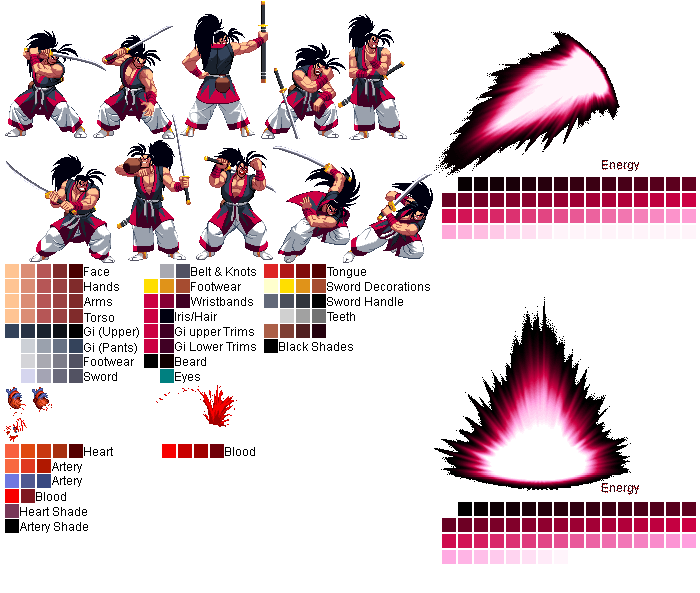 Energy
Face Belt & Knots Tongue
Hands Footwear Sword Decorations
Arms Wristbands Sword Handle
Torso Iris/Hair Teeth
Gi (Upper) Gi upper Trims
Gi (Pants) Gi Lower Trims Black Shades
Footwear Beard
Sword Eyes
Heart Blood
Artery
Artery
Blood
Energy
Heart Shade
Artery Shade